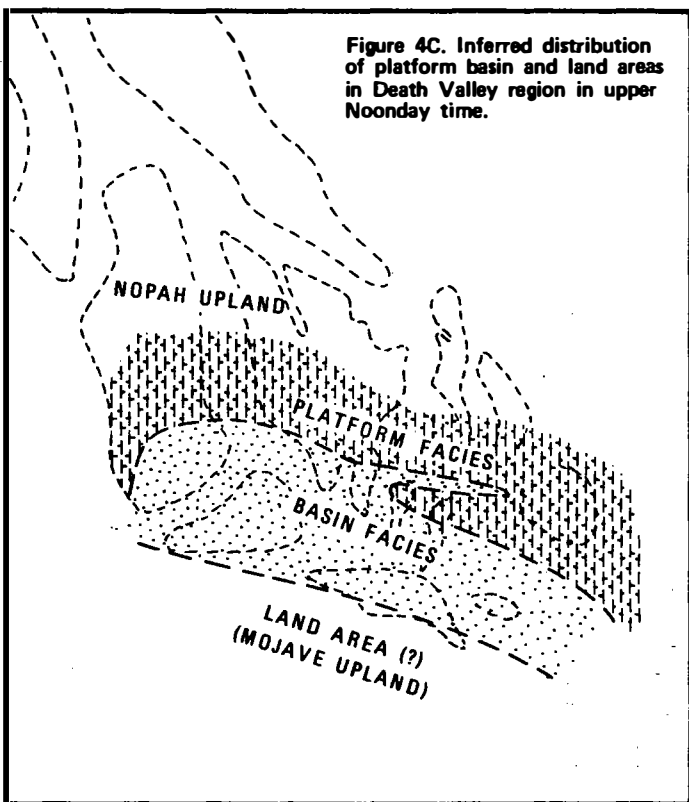 Figure 4C. Inferred distribution
of platform basin and land areas
in Death Valley region in upper
Noonday time.
NOPAH UPLAND
PLATFORM FACIES
BASIN FACIES
LAND AREA (?)
(MOJAVE UPLAND)